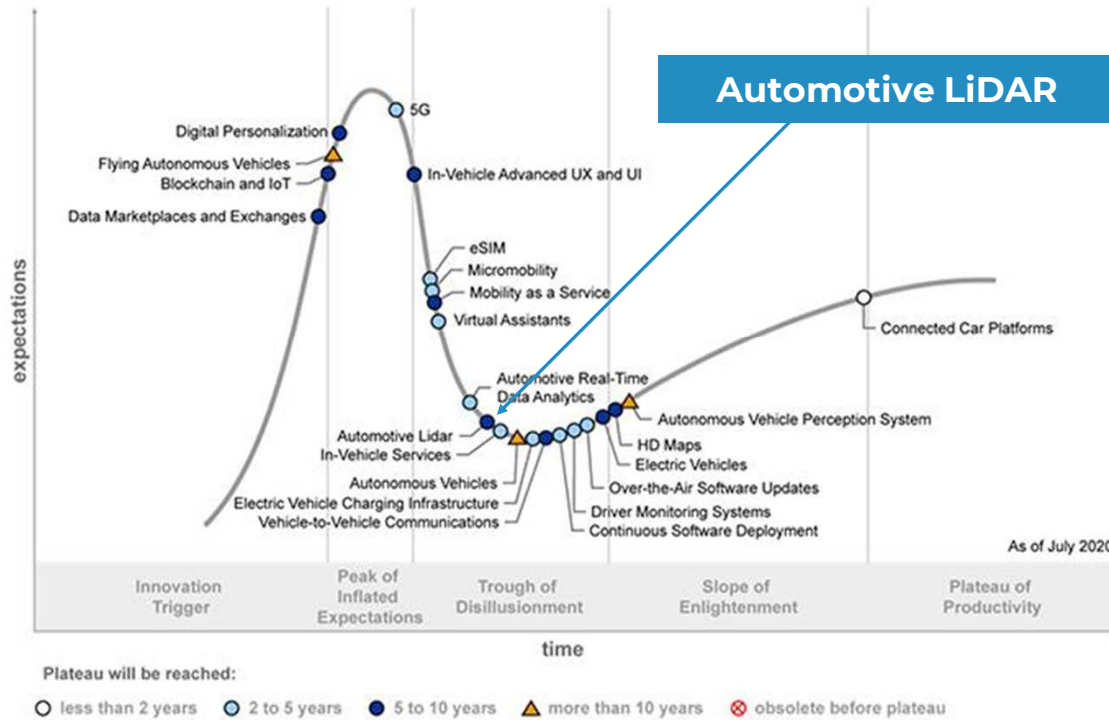 Automotive LiDAR
5G
Digital Personalization
Flying Autonomous Vehicles
Blockchain and IoT
In-Vehicle Advanced UX and UI
Data Marketplaces and Exchanges
eSIM
Micromobility
Mobility as a Service
Virtual Assistants
Connected Car Platforms
Automotive Real-Time
Data Analytics
Autonomous Vehicle Perception System
Automotive Lidar
HD Maps
In-Vehicle Services
Electric Vehicles
Autonomous Vehicles
Over-the-Air Software Updates
Electric Vehicle Charging Infrastructure
Driver Monitoring Systems
Vehicle-to-Vehicle Communications
Continuous Software Deployment
As of July 2020
expectations
Innovation
Trigger
Peak of
Inflated
Expectations
Trough of
Disillusionment
Slope of
Enlightenment
Plateau of
Productivity
time
Plateau will be reached:
less than 2 years
2 to 5 years
5 to 10 years
more than 10 years
obsolete before plateau